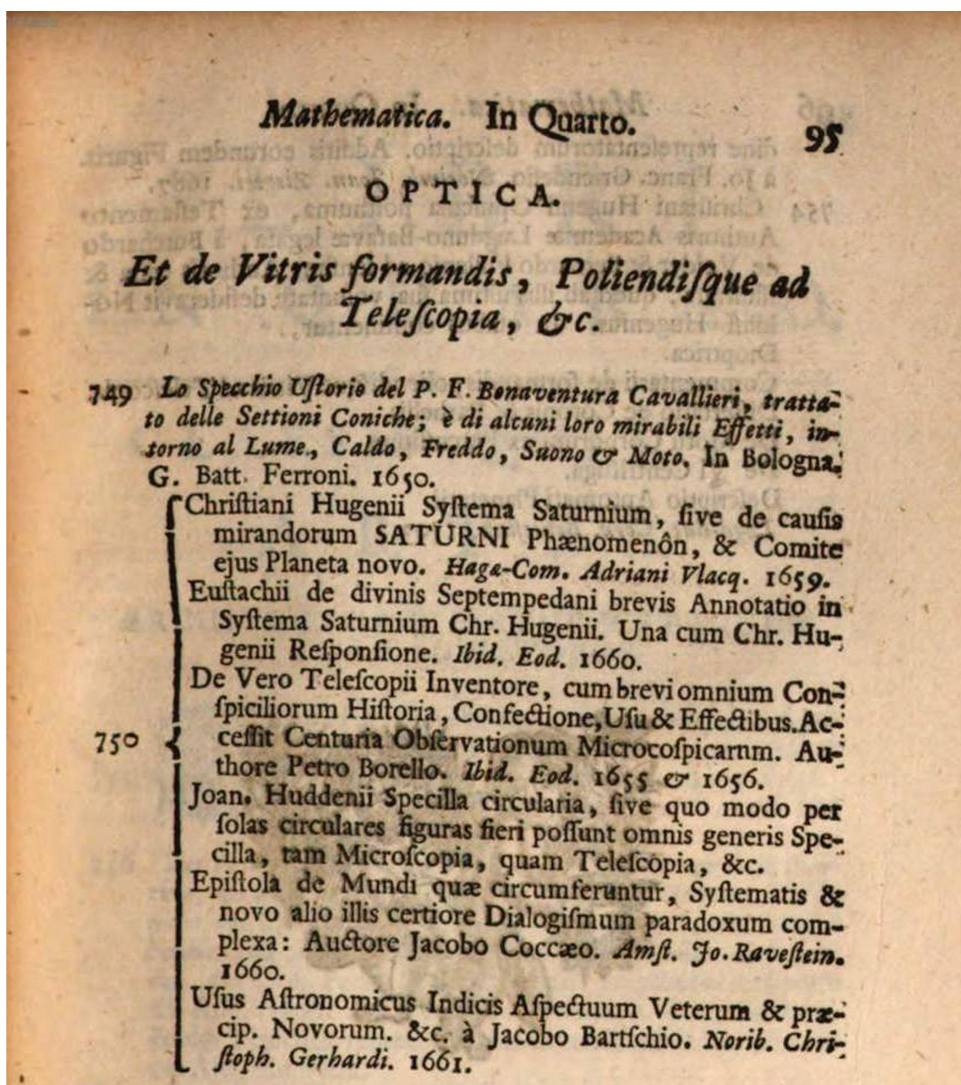 Mathematica. In Quarto.
95
OPTICA.
Et de Vitris formandis, Poliendiſque ad
Teleſcopia, &c.
749 Lo Specchio Uſtorio del P. F. Bonaventura Cavallieri, tratta-
to delle Settioni Coniche; è di alcuni loro mirabili Effetti, in-
torno al Lume, Caldo, Freddo, Suono & Moto. In Bologna.
G. Batt. Ferroni. 1650.
Chriſtiani Hugenii Syſtema Saturnium, ſive de cauſis
mirandorum SATURNI Phænomenôn, & Comite
ejus Planeta novo. Hagæ-Com. Adriani Vlacq. 1659.
Euſtachii de divinis Septempedani brevis Annotatio in
Syſtema Saturnium Chr. Hugenii. Una cum Chr. Hu-
genii Reſponſione. Ibid. Eod. 1660.
De Vero Teleſcopii Inventore, cum brevi omnium Con-
ſpiciliorum Hiſtoria, Confectione, Uſu & Effectibus. Ac-
750 ceſſit Centuria Obſervationum Microcoſpicarum. Au-
thore Petro Borello. Ibid. Eod. 1655 & 1656.
Joan. Huddenii Specilla circularia, ſive quo modo per
ſolas circulares figuras fieri poſſunt omnis generis Spe-
cilla, tam Microſcopia, quam Teleſcopia, &c.
Epiſtola de Mundi quæ circumferuntur, Syſtematis &
novo alio illis certiore Dialogiſmum paradoxum com-
plexa: Auctore Jacobo Coccæo. Amſt. Jo. Raveſtein.
1660.
Uſus Aſtronomicus Indicis Aſpectuum Veterum & præ-
cip. Novorum. &c. à Jacobo Bartſchio. Norib. Chri-
ſtoph. Gerhardi. 1661.